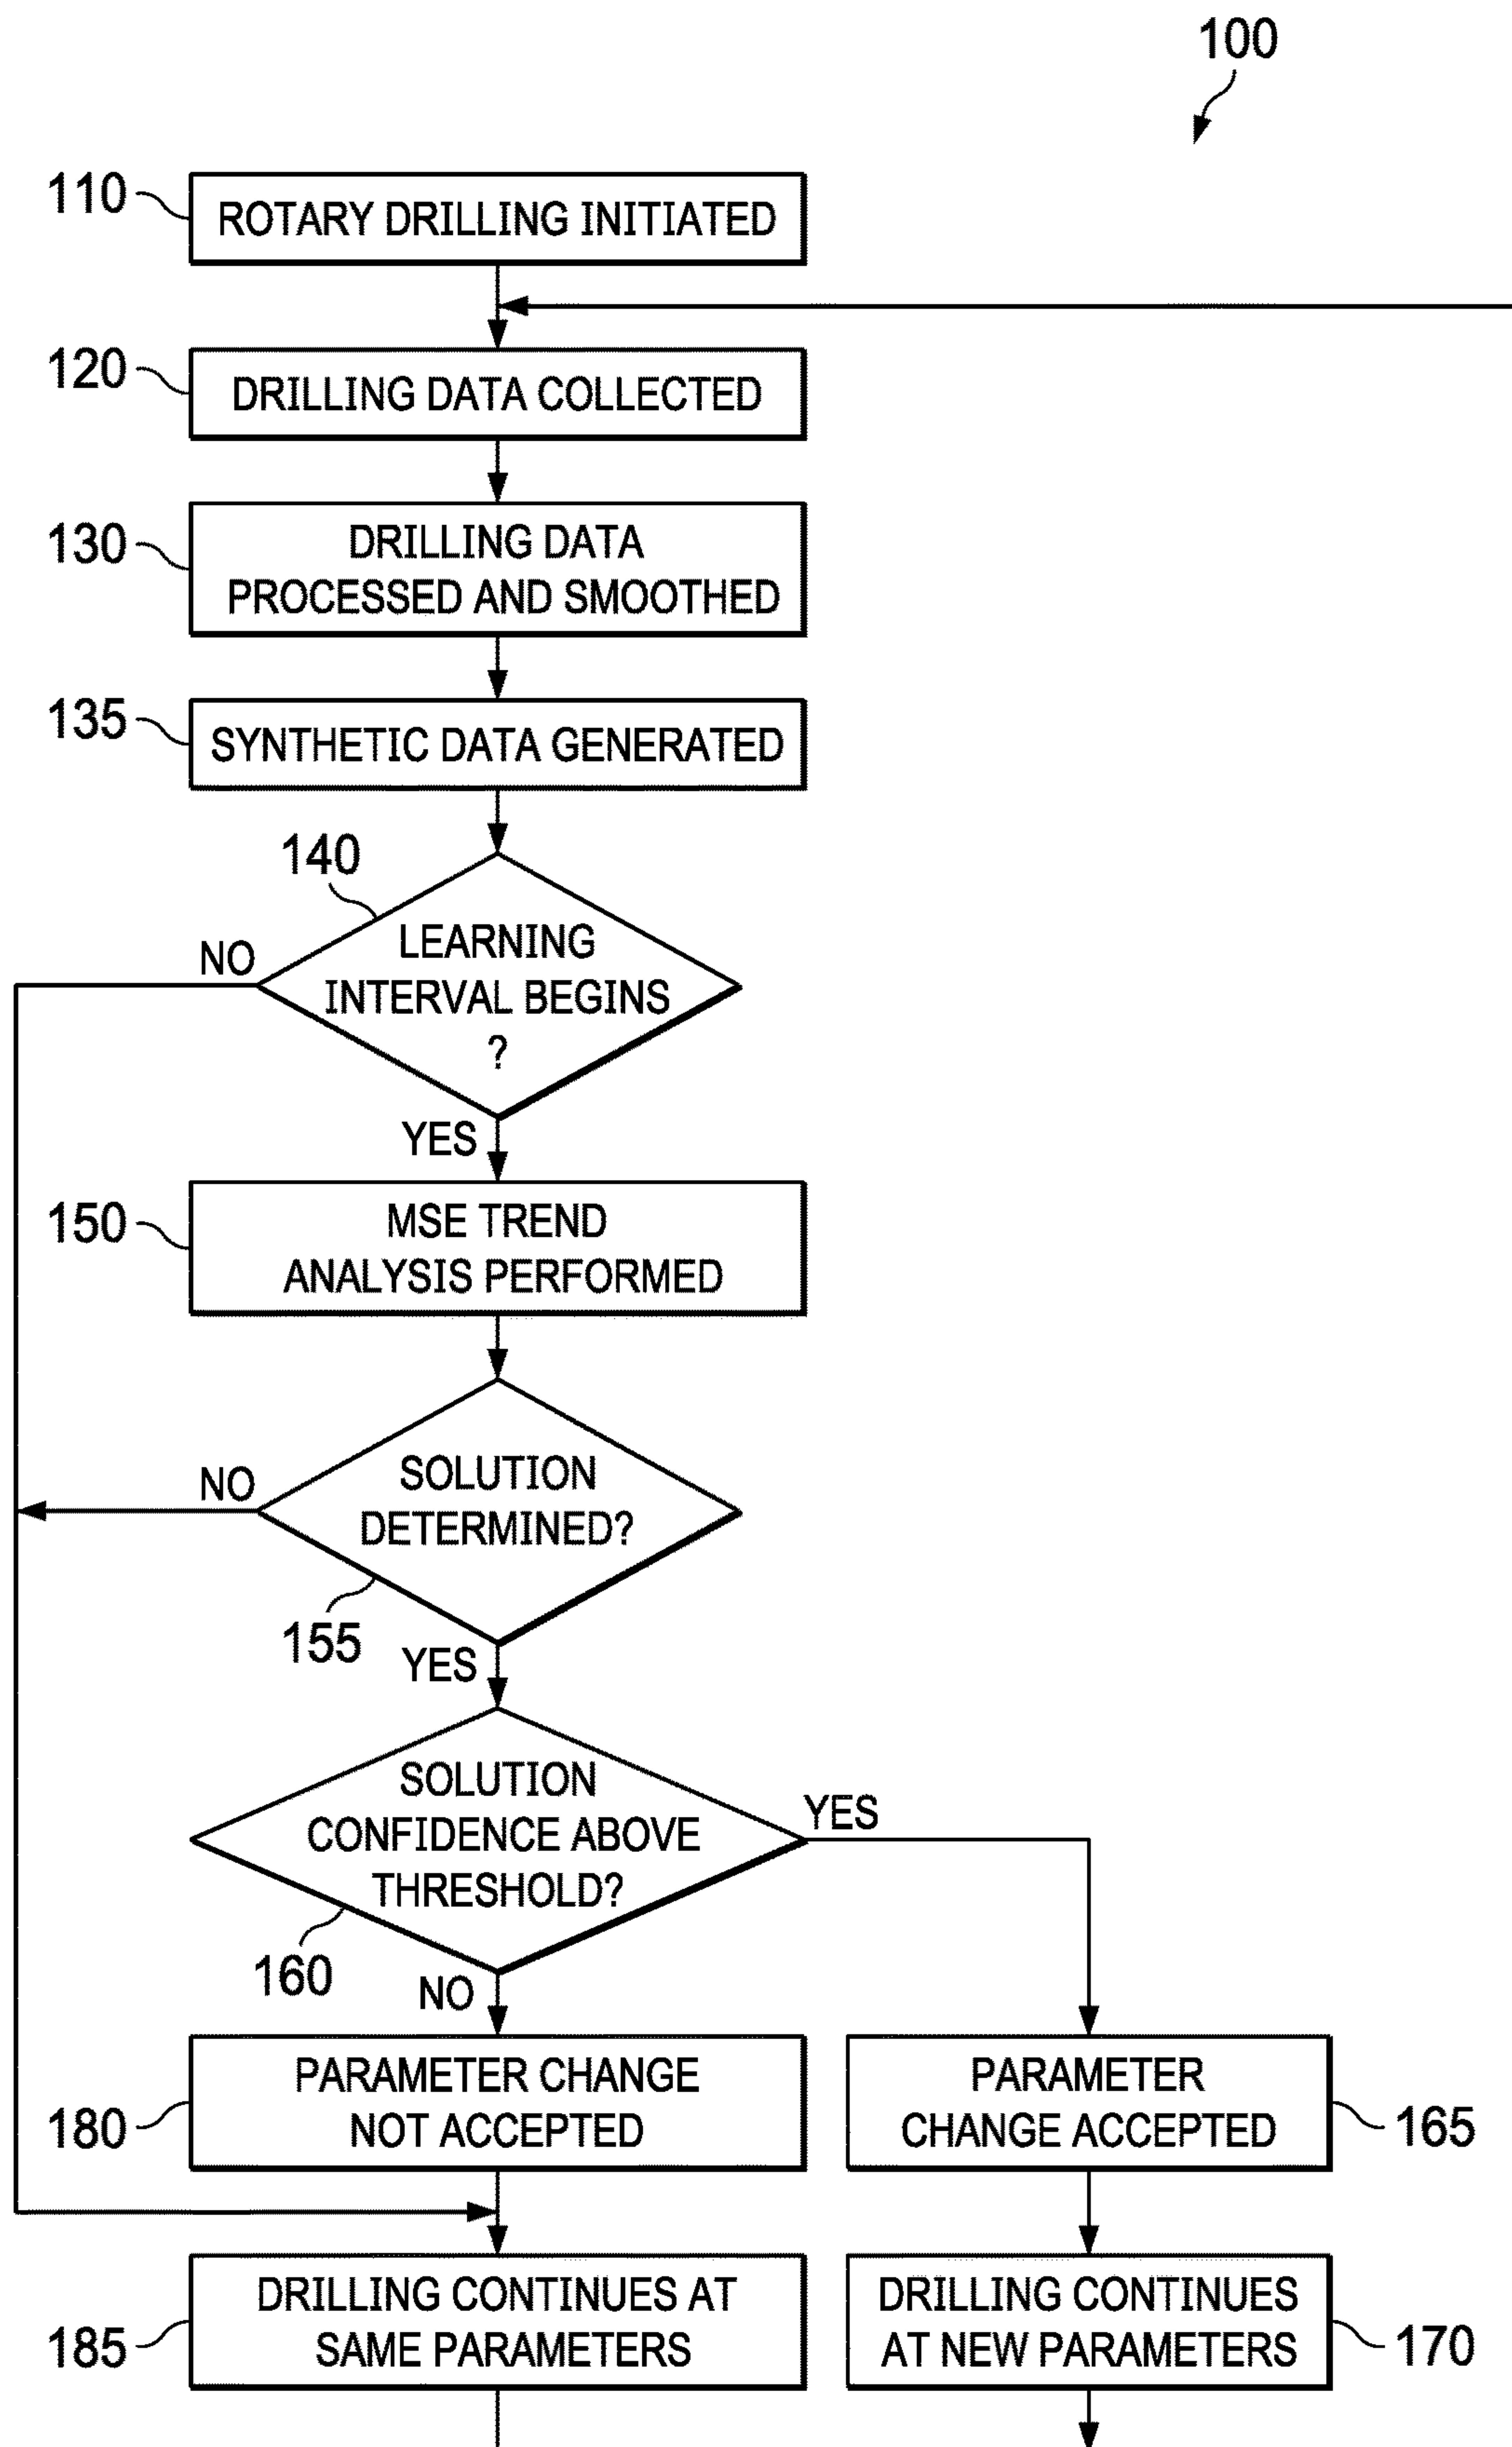 100
110
ROTARY DRILLING INITIATED
120
DRILLING DATA COLLECTED
130
DRILLING DATA
PROCESSED AND SMOOTHED
135
SYNTHETIC DATA GENERATED
140
NO
LEARNING
INTERVAL BEGINS
?
YES
150
MSE TREND
ANALYSIS PERFORMED
NO
SOLUTION
DETERMINED?
155
YES
SOLUTION
CONFIDENCE ABOVE
THRESHOLD?
YES
160
NO
180
PARAMETER CHANGE
NOT ACCEPTED
PARAMETER
CHANGE ACCEPTED
165
185
DRILLING CONTINUES AT
SAME PARAMETERS
DRILLING CONTINUES
AT NEW PARAMETERS
170